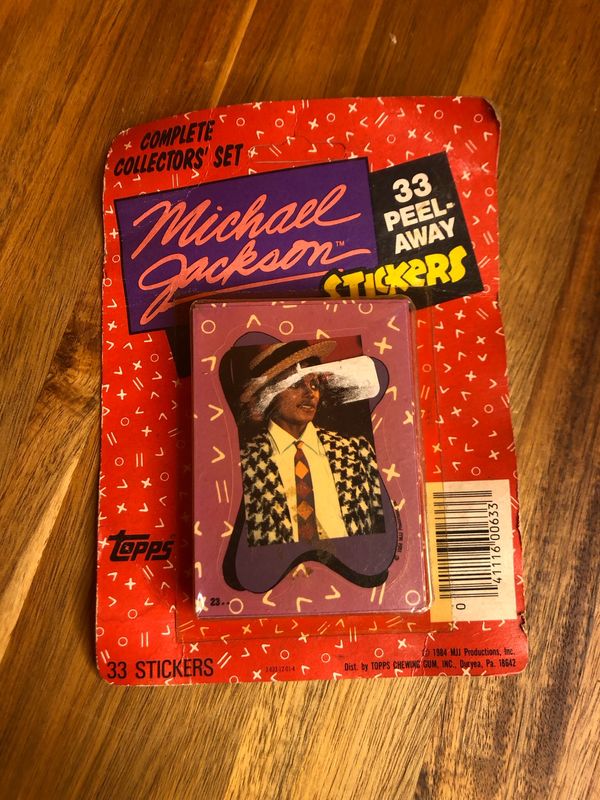 COMPLETE
COLLECTORS' SET
Michael
Jackson™
33
PEEL-
AWAY
STICKERS
23
41116 00633
0
TOPPS
33 STICKERS
© 1984 MJJ Productions, Inc.
Dist. by TOPPS CHEWING GUM, INC., Duryea, Pa. 18642